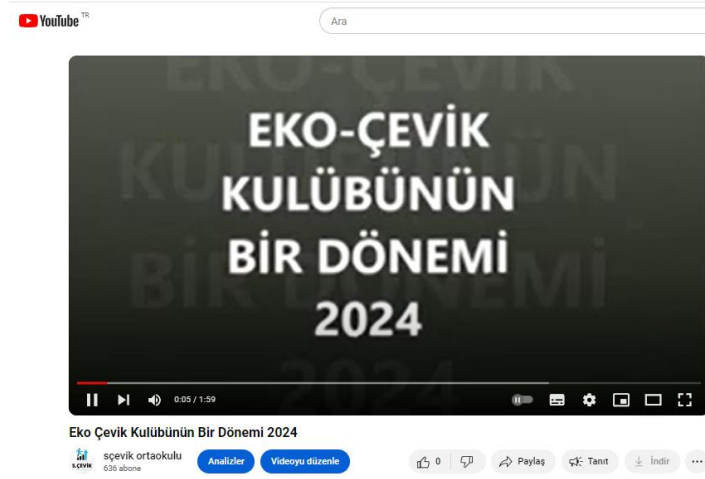 YouTube TR
Ara
EKO-ÇEVİK
KULÜBÜNÜN
BİR DÖNEMİ
2024
0:05 / 1:59
Eko Çevik Kulübünün Bir Dönemi 2024
S.ÇEVİK
sçevik ortaokulu
636 abone
Analizler
Videoyu düzenle
0
Paylaş
Tanıt
İndir